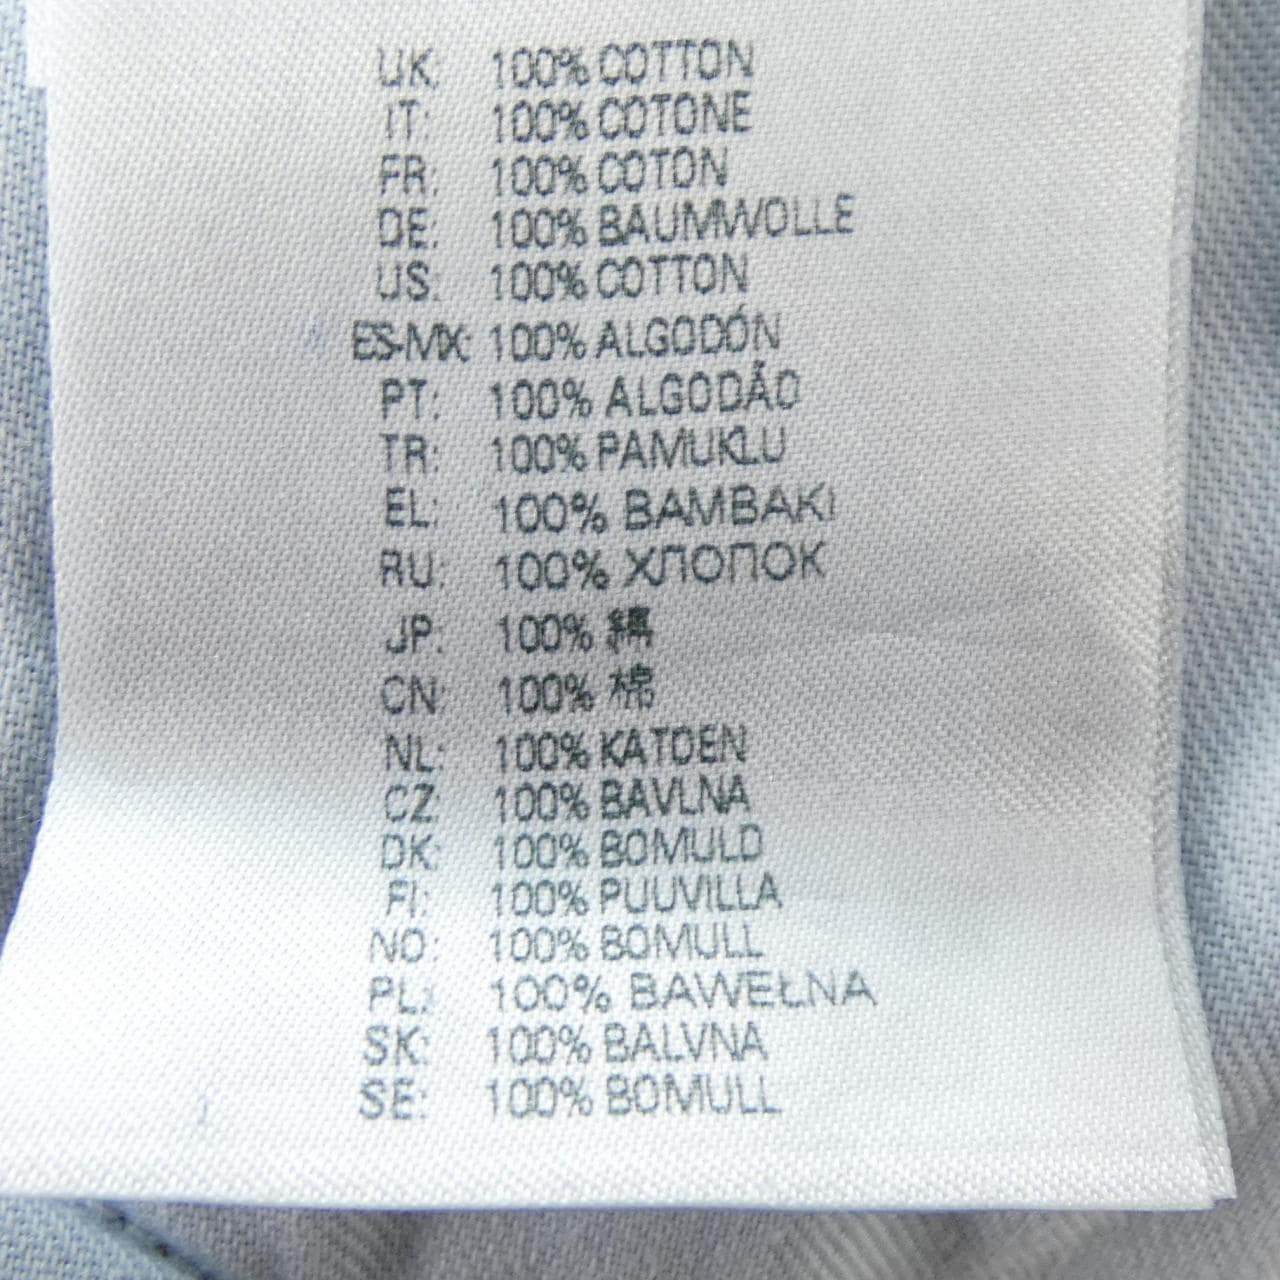 UK: 100% COTTON
IT: 100% COTONE
FR: 100% COTON
DE: 100% BAUMWOLLE
US: 100% COTTON
ES-MX: 100% ALGODÓN
PT: 100% ALGODÃO
TR: 100% PAMUKLU
EL: 100% BAMBAKI
RU: 100% ХЛОПОК
JP: 100% 綿
CN: 100% 棉
NL: 100% KATOEN
CZ: 100% BAVLNA
DK: 100% BOMULD
FI: 100% PUUVILLA
NO: 100% BOMULL
PL: 100% BAWEŁNA
SK: 100% BALVNA
SE: 100% BOMULL